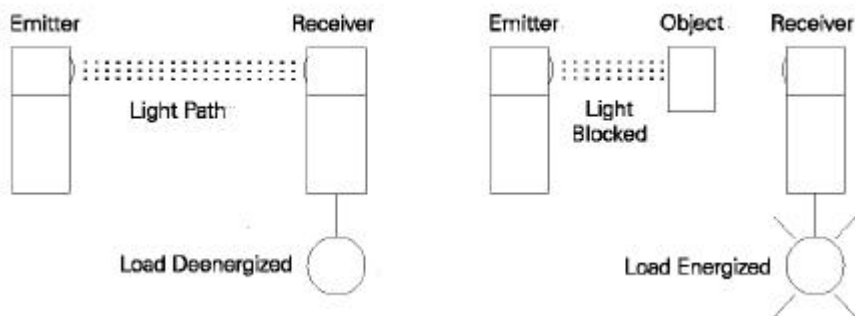 Emitter Receiver Emitter Object Receiver
Light Path
Light
Blocked
Load Deenergized
Load Energized